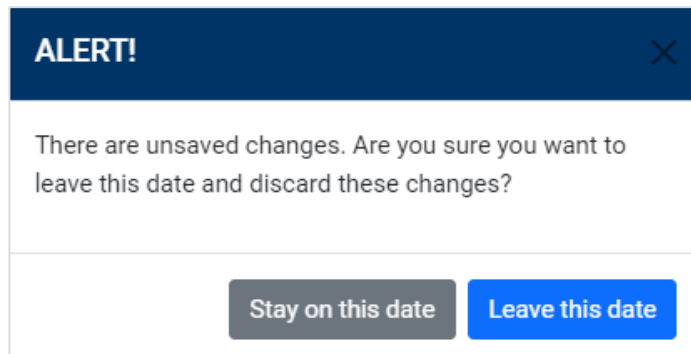 ALERT!
There are unsaved changes. Are you sure you want to
leave this date and discard these changes?
Stay on this date
Leave this date